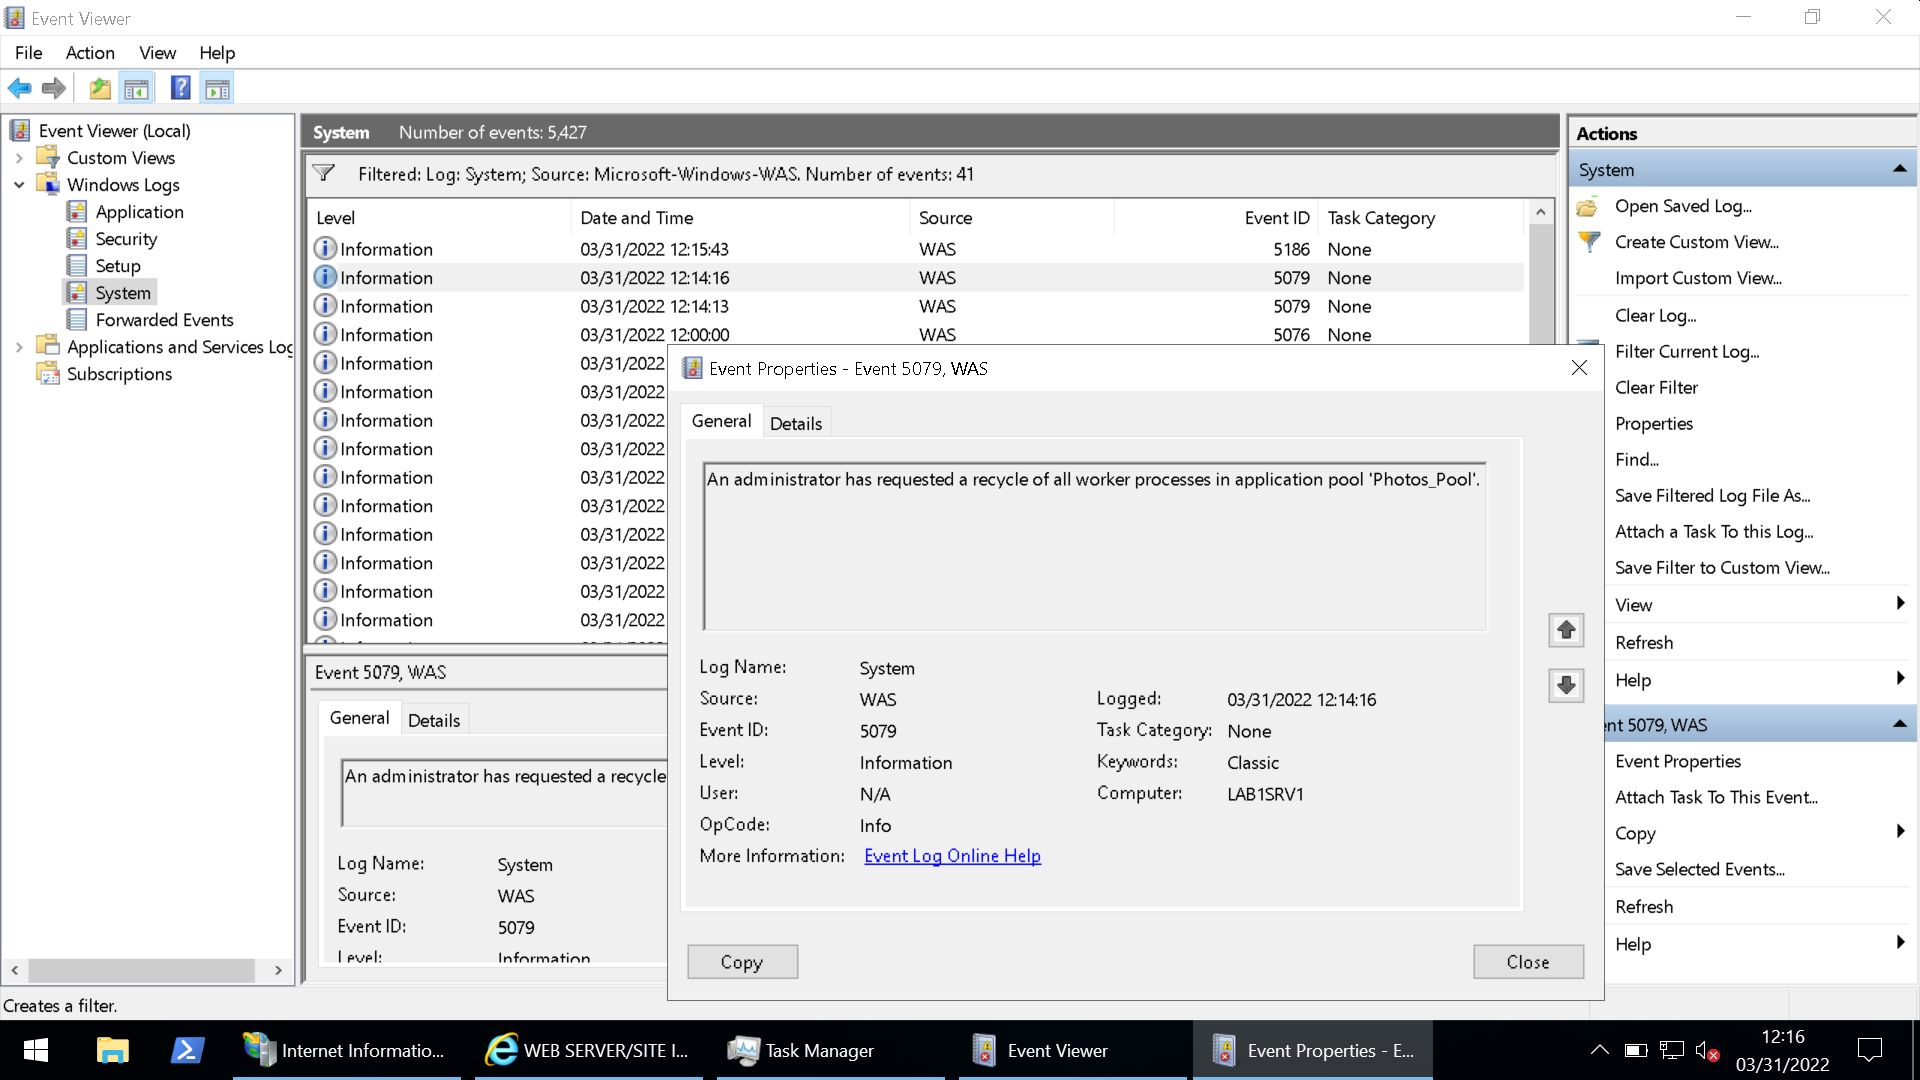 Event Viewer
File Action View Help
Event Viewer (Local)
Custom Views
Windows Logs
Application
Security
Setup
System
Forwarded Events
Applications and Services Log
Subscriptions
System Number of events: 5,427
Filtered: Log: System; Source: Microsoft-Windows-WAS. Number of events: 41
Level Date and Time Source Event ID Task Category
Information 03/31/2022 12:15:43 WAS 5186 None
Information 03/31/2022 12:14:16 WAS 5079 None
Information 03/31/2022 12:14:13 WAS 5079 None
Information 03/31/2022 12:00:00 WAS 5076 None
Information 03/31/2022
Information 03/31/2022
Information 03/31/2022
Information 03/31/2022
Information 03/31/2022
Information 03/31/2022
Information 03/31/2022
Information 03/31/2022
Information 03/31/2022
Information 03/31/2022
Event 5079, WAS
General Details
An administrator has requested a recycle
Log Name: System
Source: WAS
Event ID: 5079
Level: Information
Event Properties - Event 5079, WAS
General Details
An administrator has requested a recycle of all worker processes in application pool 'Photos_Pool'.
Log Name: System
Source: WAS Logged: 03/31/2022 12:14:16
Event ID: 5079 Task Category: None
Level: Information Keywords: Classic
User: N/A Computer: LAB1SRV1
OpCode: Info
More Information: Event Log Online Help
Copy Close
Actions
System
Open Saved Log...
Create Custom View...
Import Custom View...
Clear Log...
Filter Current Log...
Clear Filter
Properties
Find...
Save Filtered Log File As...
Attach a Task To this Log...
Save Filter to Custom View...
View
Refresh
Help
ent 5079, WAS
Event Properties
Attach Task To This Event...
Copy
Save Selected Events...
Refresh
Help
Creates a filter.
Internet Informatio... WEB SERVER/SITE I... Task Manager Event Viewer Event Properties - E...
12:16
03/31/2022